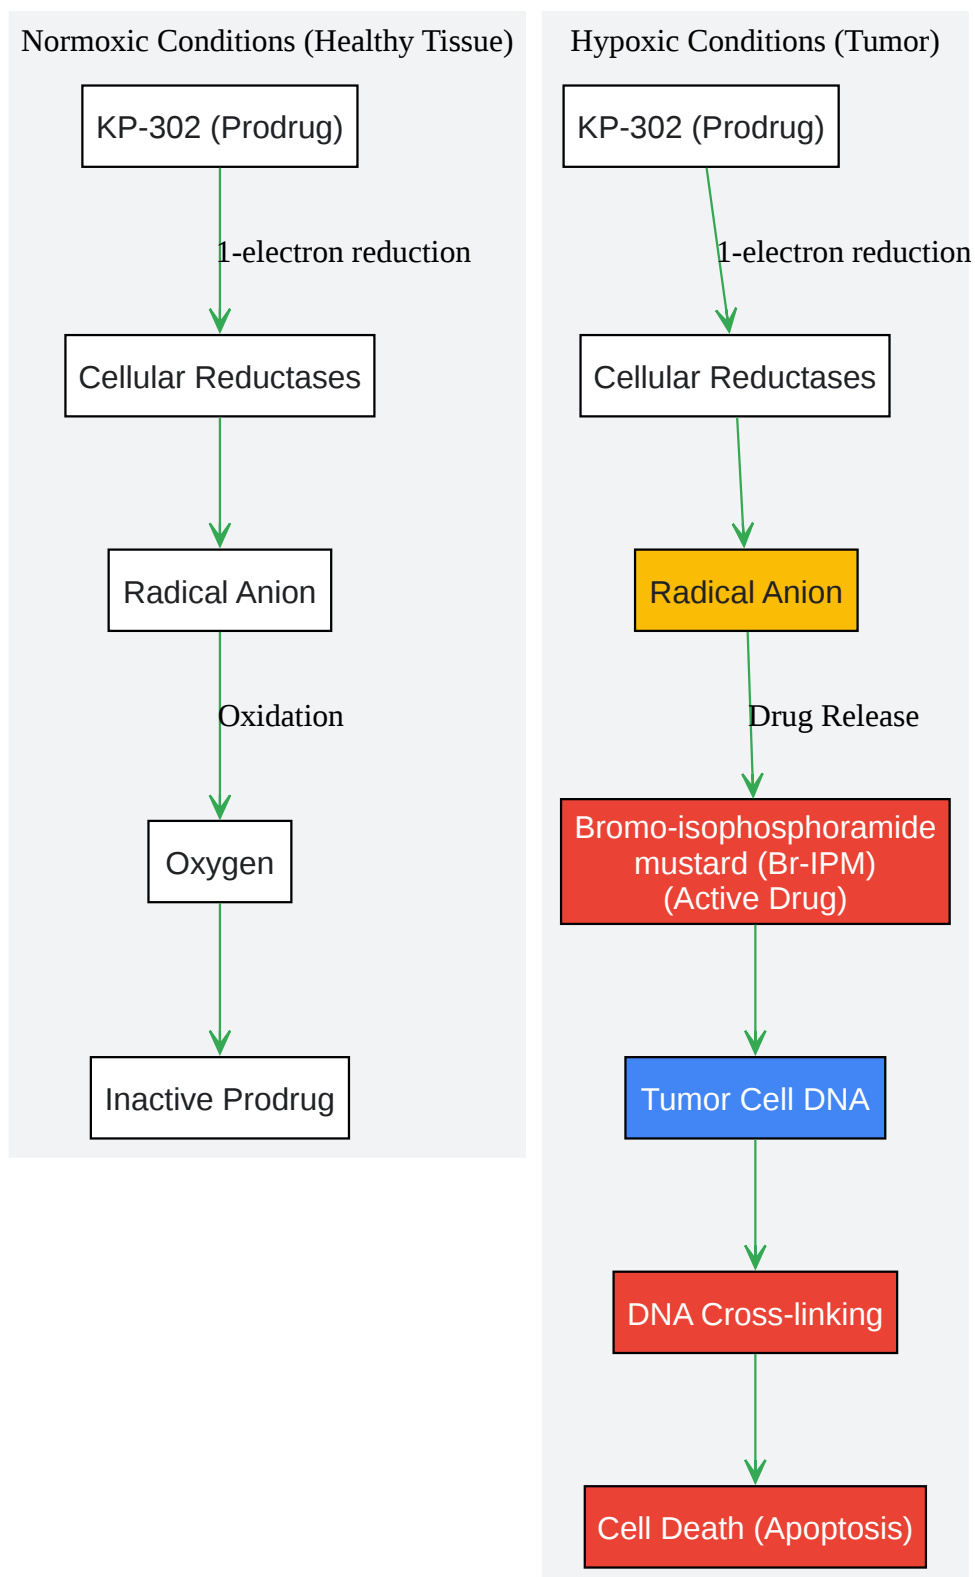 Normoxic Conditions (Healthy Tissue)
KP-302 (Prodrug)
1-electron reduction
Cellular Reductases
Radical Anion
Oxidation
Oxygen
Inactive Prodrug
Hypoxic Conditions (Tumor)
KP-302 (Prodrug)
1-electron reduction
Cellular Reductases
Radical Anion
Drug Release
Bromo-isophosphoramide
mustard (Br-IPM)
(Active Drug)
Tumor Cell DNA
DNA Cross-linking
Cell Death (Apoptosis)